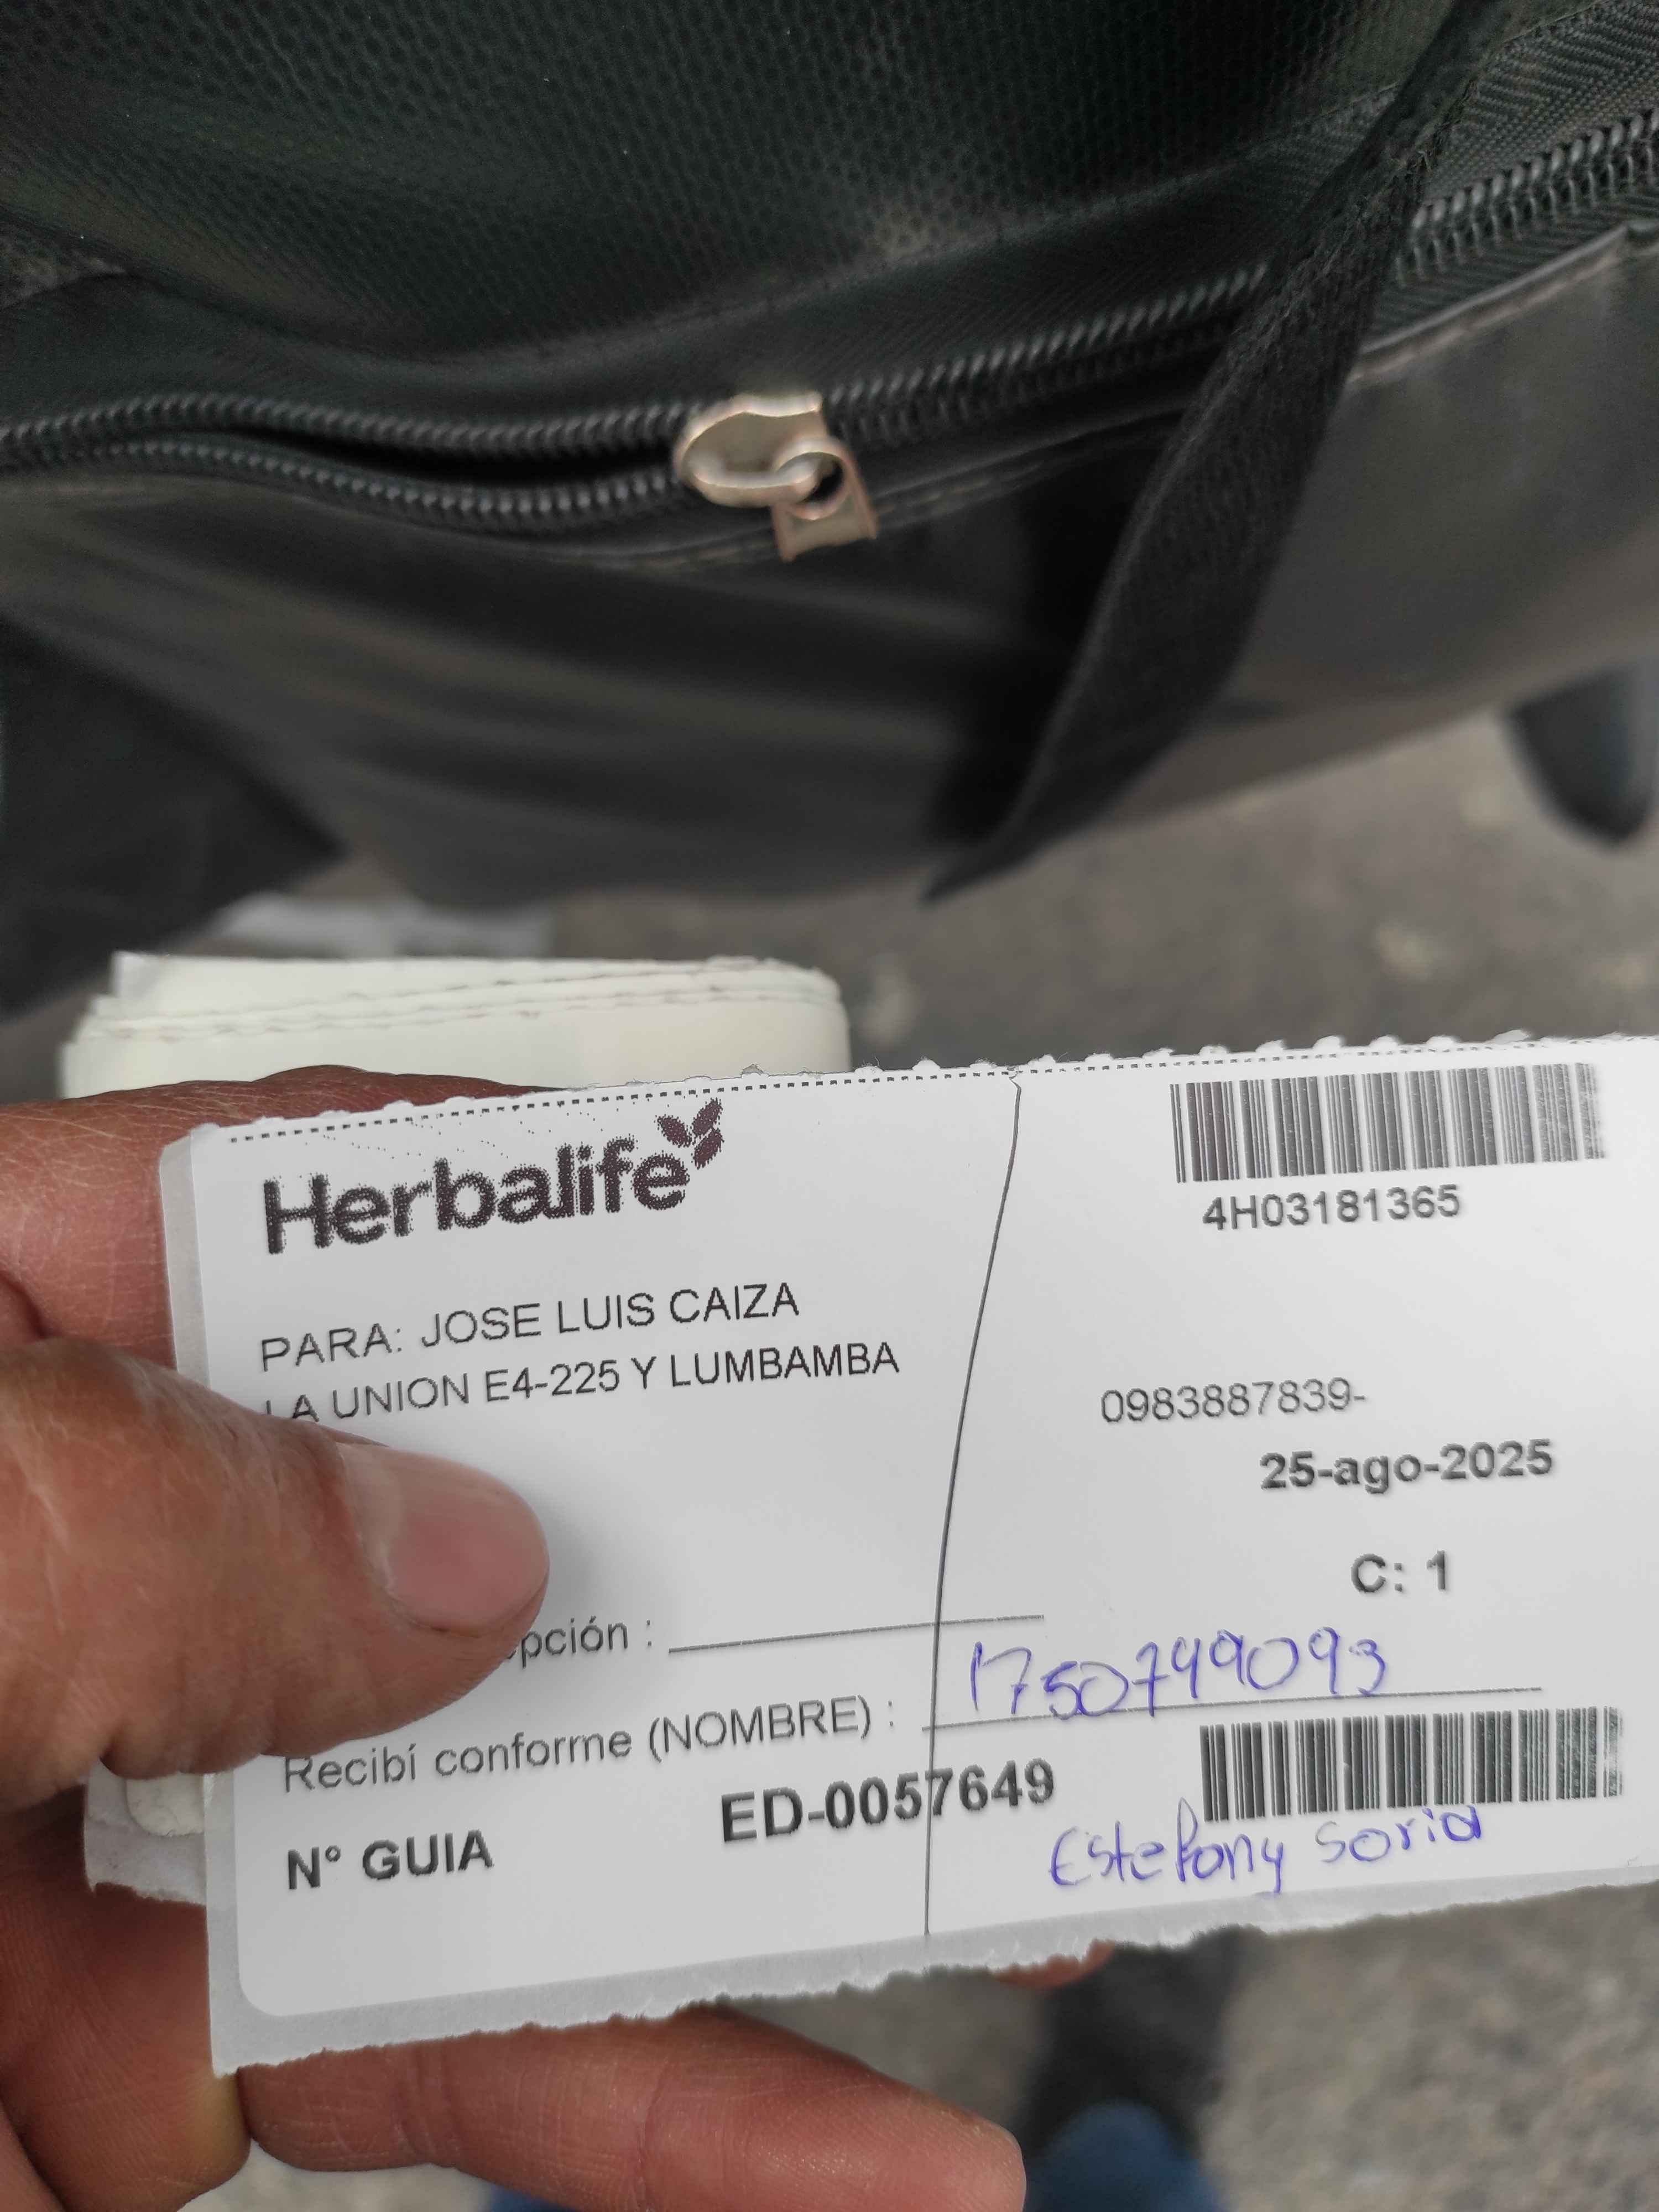 Herbalife
4H03181365
PARA: JOSE LUIS CAIZA
LA UNION E4-225 Y LUMBAMBA
0983887839-
25-ago-2025
C: 1
pción :
Recibí conforme (NOMBRE) : 1750749093
N° GUIA ED-0057649
Estefany Soria